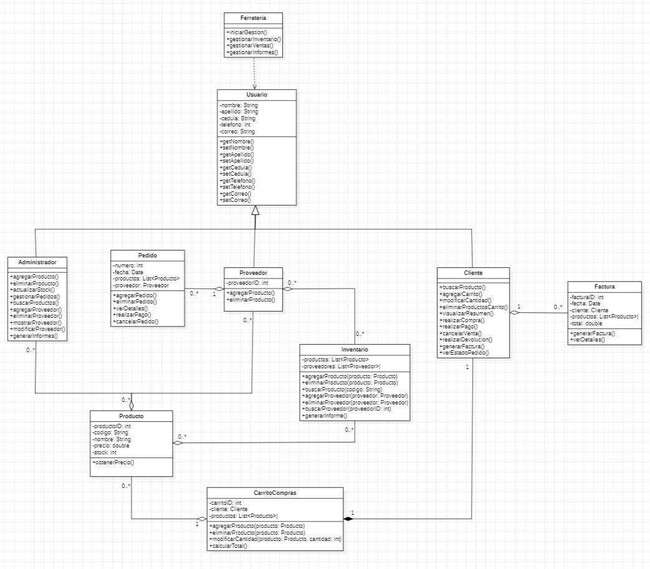 Ferreteria
+iniciarGestion()
+gestionarInventario()
+gestionarVentas()
+gestionarInformes()
Usuario
-nombre: String
-apellido: String
-cedula: String
-telefono: int
-correo: String
+getNombre()
+setNombre()
+getApellido()
+setApellido()
+getCedula()
+setCedula()
+getTelefono()
+setTelefono()
+getCorreo()
+setCorreo()
Administrador
+agregarProducto()
+eliminarProducto()
+actualizarStock()
+gestionarPedidos()
+buscarProductos()
+agregarProveedor()
+eliminarProveedor()
+mostrarProveedor()
+modificarProveedor()
+generarInformes()
0..*
Pedido
-numero: int
-fecha: Date
-productos: List<Producto>
-proveedor: Proveedor
+agregarPedido()
+eliminarPedido()
+verDetalles()
+realizarPago()
+cancelarPedido()
0..*
1
Proveedor
-proveedorID: int
+agregarProducto()
+eliminarProducto()
0..*
0..*
Cliente
+buscarProducto()
+agregarCarrito()
+modificarCantidad()
+eliminarProductosCarrito()
+visualizarResumen()
+realizarCompra()
+realizarPago()
+cancelarVenta()
+realizarDevolucion()
+generarFactura()
+verEstadoPedido()
1
0..*
1
Factura
-facturaID: int
-fecha: Date
-cliente: Cliente
-productos: List<Producto>
-total: double
+generarFactura()
+verDetalles()
0..*
Inventario
-productos: List<Producto>
-proveedores: List<Proveedor>
+agregarProducto(producto: Producto)
+eliminarProducto(producto: Producto)
+buscarProducto(codigo: String)
+agregarProveedor(proveedor: Proveedor)
+eliminarProveedor(proveedor: Proveedor)
+buscarProveedor(proveedorID: int)
+generarInforme()
0..*
0..*
Producto
-productoID: int
-codigo: String
-nombre: String
-precio: double
-stock: int
+obtenerPrecio()
0..*
0..*
CarritoCompras
-carritoID: int
-cliente: Cliente
-productos: List<Producto>
+agregarProducto(producto: Producto)
+eliminarProducto(producto: Producto)
+modificarCantidad(producto: Producto, cantidad: int)
+calcularTotal()
1
1